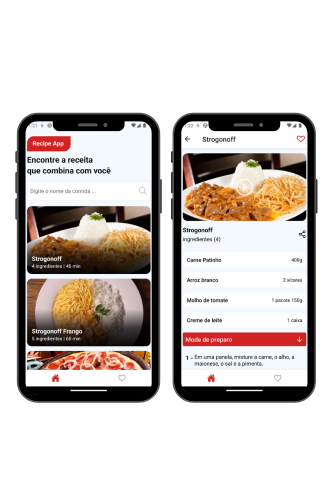 Recipe App
Encontre a receita
que combina com você
Digite o nome da comida ...
Strogonoff
4 ingredientes | 45 min
Strogonoff Frango
5 ingredientes | 60 min
Strogonoff
Strogonoff
ingredientes (4)
Carne Patinho 400g
Arroz branco 2 xícaras
Molho de tomate 1 pacote 150g
Creme de leite 1 caixa
Modo de preparo
1 - Em uma panela, misture a carne, o alho, a
maionese, o sal e a pimenta.